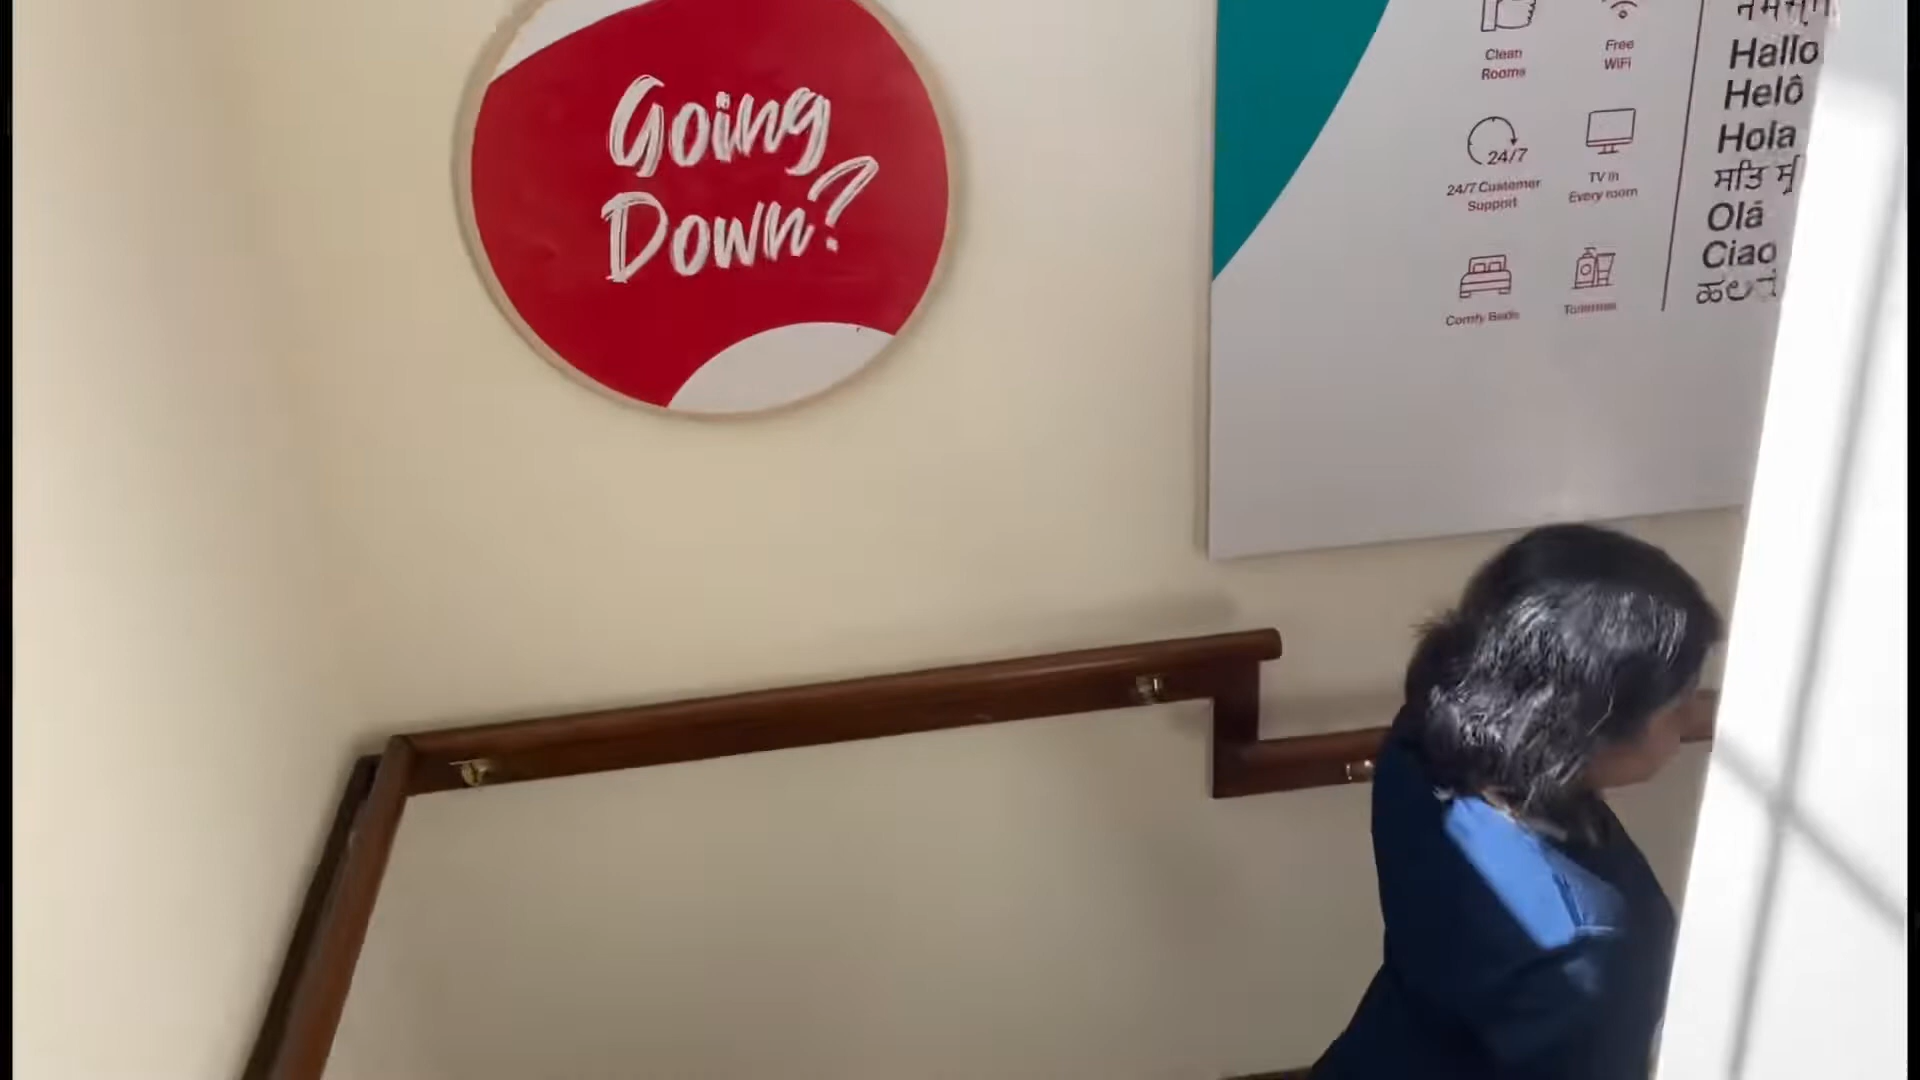 Going
Down?
Clean
Rooms
Free
WiFi
24/7
24/7 Customer
Support
TV in
Every room
Comfy Beds
Toiletries
Hallo
Helô
Hola
ਸਤਿ
Olá
Ciao